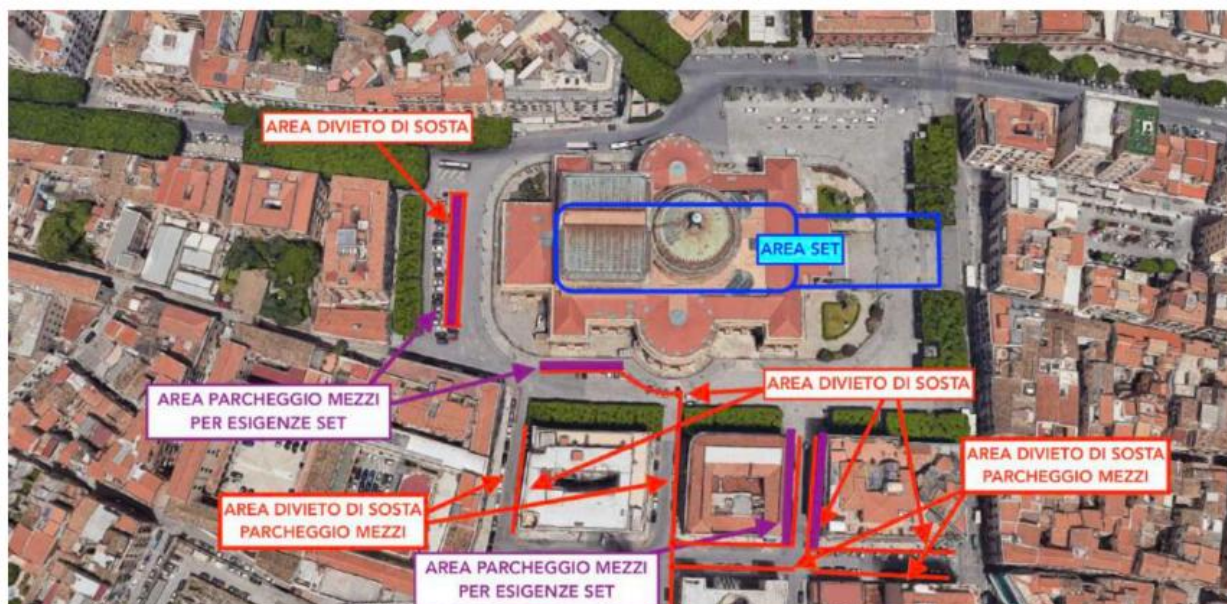 AREA DIVIETO DI SOSTA
AREA SET
AREA PARCHEGGIO MEZZI
PER ESIGENZE SET
AREA DIVIETO DI SOSTA
AREA DIVIETO DI SOSTA
PARCHEGGIO MEZZI
AREA DIVIETO DI SOSTA
PARCHEGGIO MEZZI
AREA PARCHEGGIO MEZZI
PER ESIGENZE SET